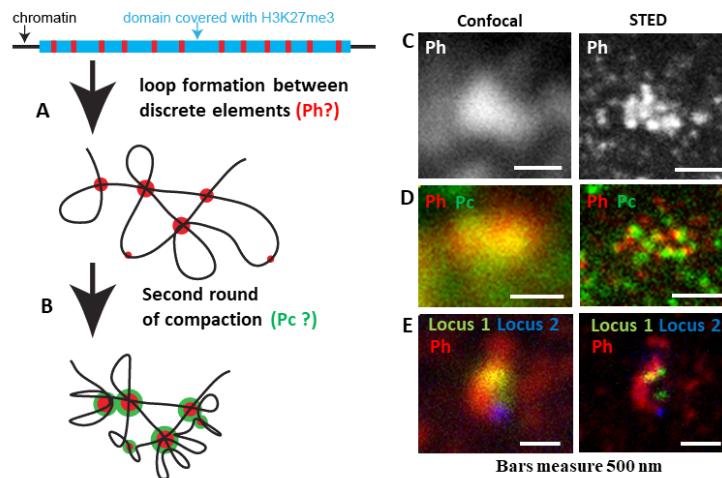 chromatin
domain covered with H3K27me3
A
loop formation between
discrete elements (Ph?)
B
Second round
of compaction (Pc ?)
Confocal
STED
C
Ph
Ph
D
Ph Pc
Ph Pc
E
Locus 1 Locus 2
Ph
Locus 1 Locus 2
Ph
Bars measure 500 nm